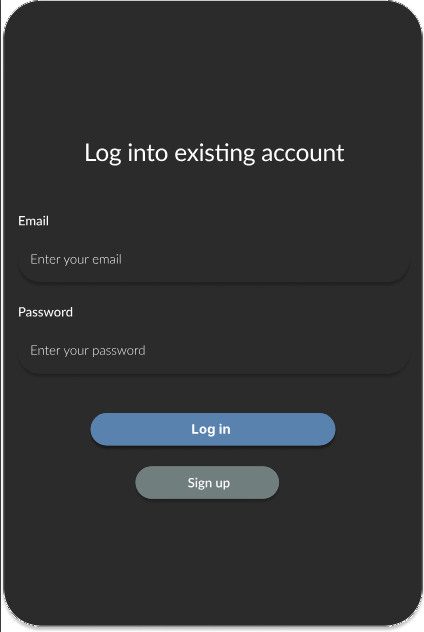 Log into existing account
Email
Enter your email
Password
Enter your password
Log in
Sign up